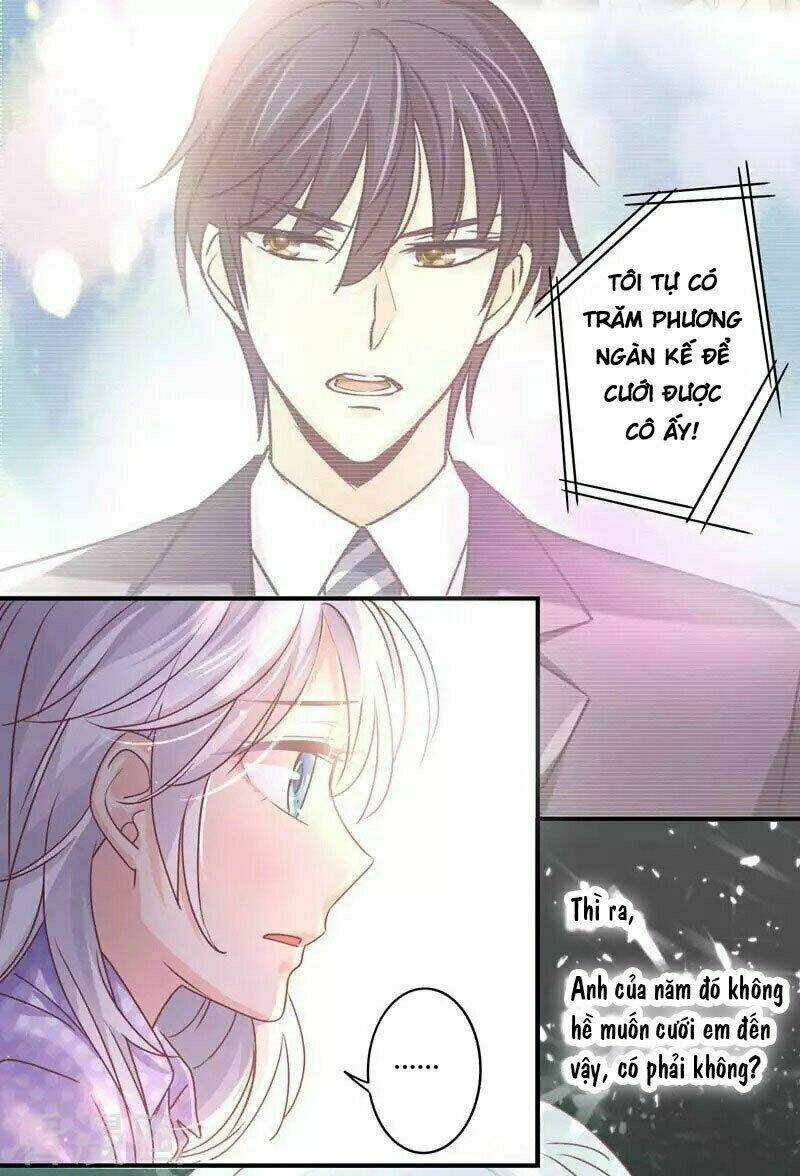 TÔI TỰ CÓ
TRĂM PHƯƠNG
NGÀN KẾ ĐỂ
CƯỚI ĐƯỢC
CÔ ẤY!
Thì ra,
Anh của năm đó không
hề muốn cưới em đến
vậy, có phải không?
......